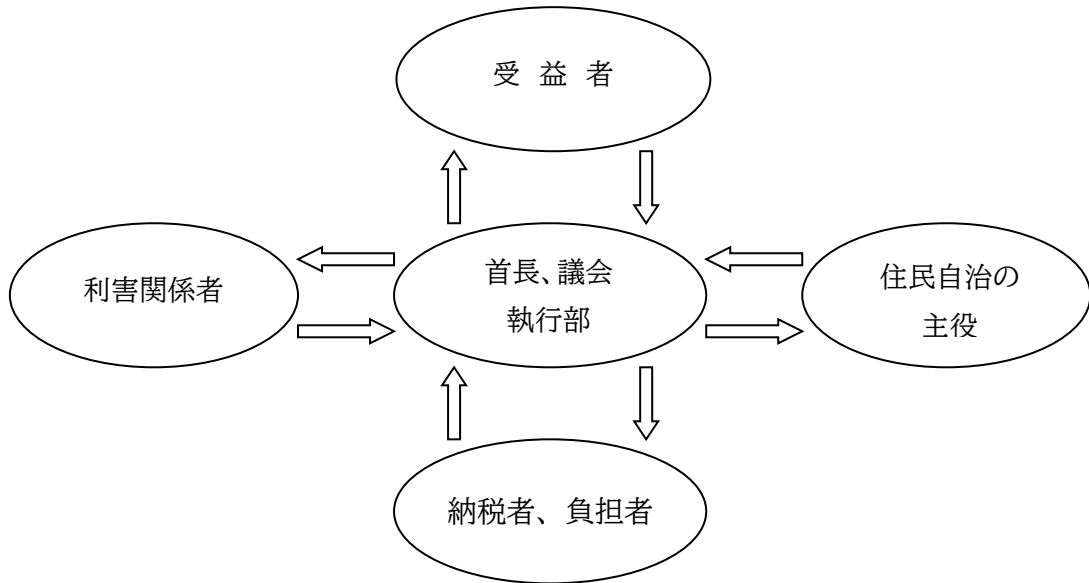 受 益 者
利害関係者
首長、議会
執行部
住民自治の
主役
納税者、負担者